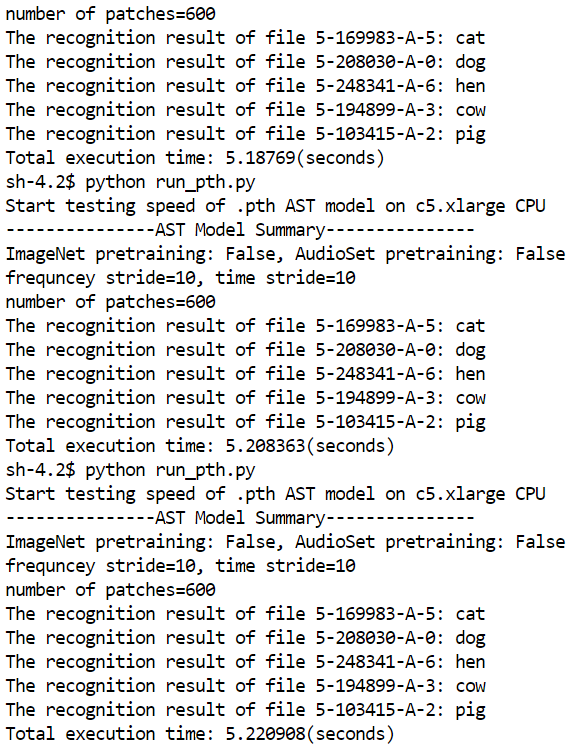 number of patches=600
The recognition result of file 5-169983-A-5: cat
The recognition result of file 5-208030-A-0: dog
The recognition result of file 5-248341-A-6: hen
The recognition result of file 5-194899-A-3: cow
The recognition result of file 5-103415-A-2: pig
Total execution time: 5.18769(seconds)
sh-4.2$ python run_pth.py
Start testing speed of .pth AST model on c5.xlarge CPU
---------------AST Model Summary---------------
ImageNet pretraining: False, AudioSet pretraining: False
frequncey stride=10, time stride=10
number of patches=600
The recognition result of file 5-169983-A-5: cat
The recognition result of file 5-208030-A-0: dog
The recognition result of file 5-248341-A-6: hen
The recognition result of file 5-194899-A-3: cow
The recognition result of file 5-103415-A-2: pig
Total execution time: 5.208363(seconds)
sh-4.2$ python run_pth.py
Start testing speed of .pth AST model on c5.xlarge CPU
---------------AST Model Summary---------------
ImageNet pretraining: False, AudioSet pretraining: False
frequncey stride=10, time stride=10
number of patches=600
The recognition result of file 5-169983-A-5: cat
The recognition result of file 5-208030-A-0: dog
The recognition result of file 5-248341-A-6: hen
The recognition result of file 5-194899-A-3: cow
The recognition result of file 5-103415-A-2: pig
Total execution time: 5.220908(seconds)